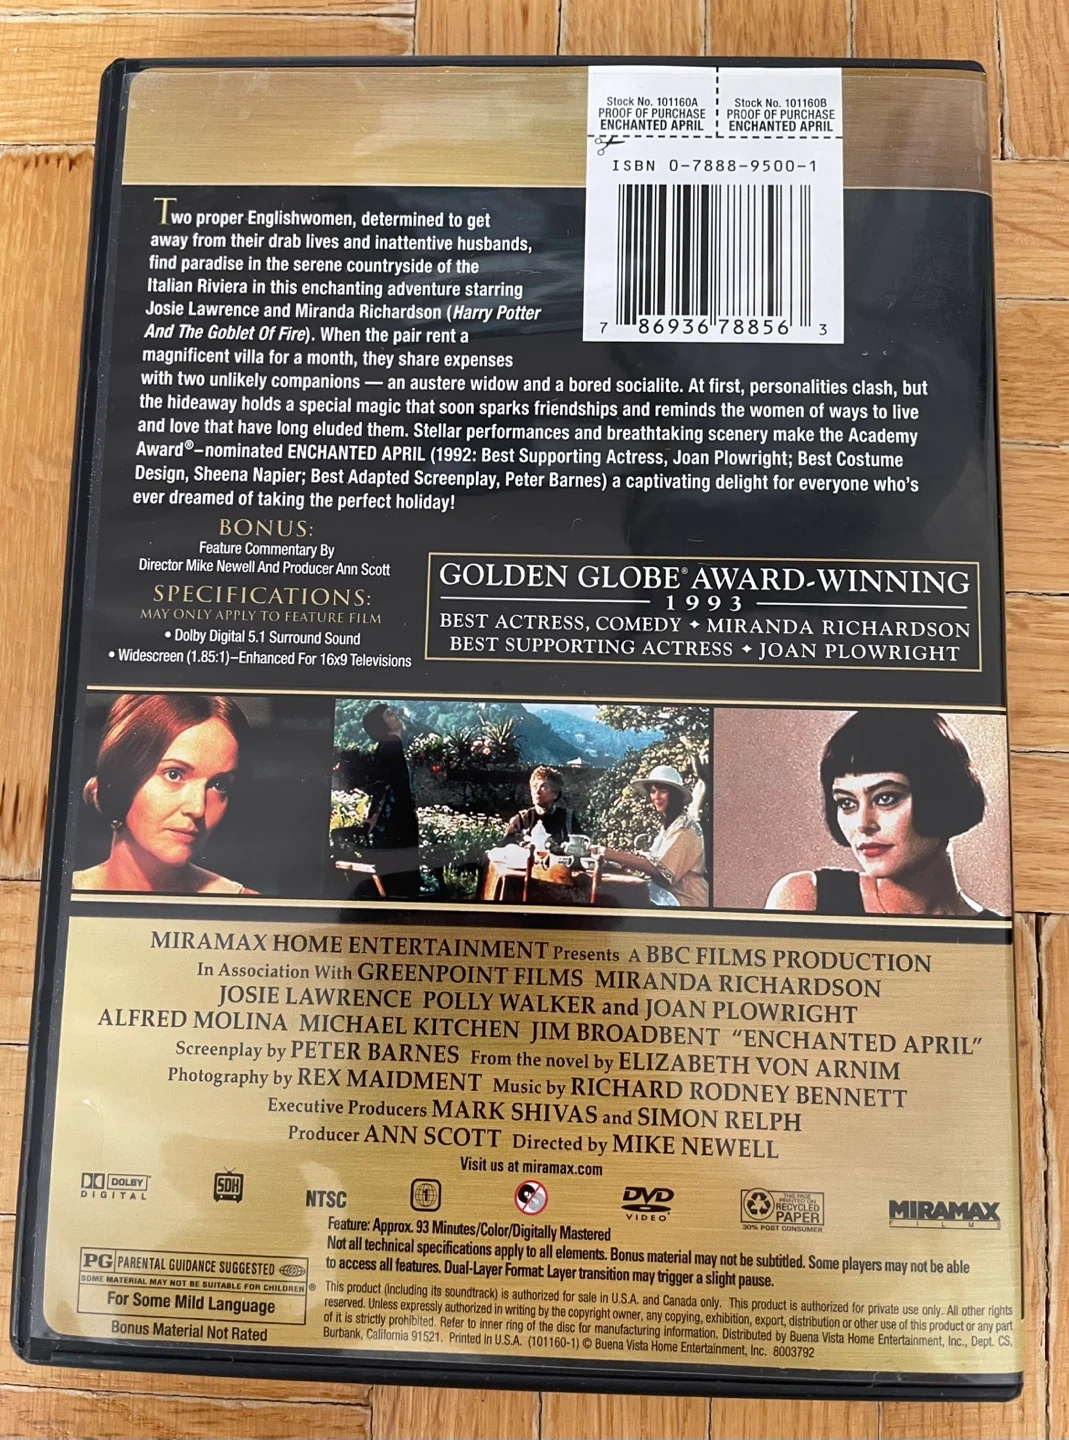 Stock No. 101160A
PROOF OF PURCHASE
ENCHANTED APRIL
Stock No. 101160B
PROOF OF PURCHASE
ENCHANTED APRIL
ISBN 0-7888-9500-1
7 86936 78856 3
Two proper Englishwomen, determined to get
away from their drab lives and inattentive husbands,
find paradise in the serene countryside of the
Italian Riviera in this enchanting adventure starring
Josie Lawrence and Miranda Richardson (Harry Potter
And The Goblet Of Fire). When the pair rent a
magnificent villa for a month, they share expenses
with two unlikely companions — an austere widow and a bored socialite. At first, personalities clash, but
the hideaway holds a special magic that soon sparks friendships and reminds the women of ways to live
and love that have long eluded them. Stellar performances and breathtaking scenery make the Academy
Award®–nominated ENCHANTED APRIL (1992: Best Supporting Actress, Joan Plowright; Best Costume
Design, Sheena Napier; Best Adapted Screenplay, Peter Barnes) a captivating delight for everyone who's
ever dreamed of taking the perfect holiday!
BONUS:
Feature Commentary By
Director Mike Newell And Producer Ann Scott
SPECIFICATIONS:
MAY ONLY APPLY TO FEATURE FILM
• Dolby Digital 5.1 Surround Sound
• Widescreen (1.85:1)–Enhanced For 16x9 Televisions
GOLDEN GLOBE® AWARD-WINNING
1993
BEST ACTRESS, COMEDY ✦ MIRANDA RICHARDSON
BEST SUPPORTING ACTRESS ✦ JOAN PLOWRIGHT
MIRAMAX HOME ENTERTAINMENT Presents A BBC FILMS PRODUCTION
In Association With GREENPOINT FILMS MIRANDA RICHARDSON
JOSIE LAWRENCE POLLY WALKER and JOAN PLOWRIGHT
ALFRED MOLINA MICHAEL KITCHEN JIM BROADBENT "ENCHANTED APRIL"
Screenplay by PETER BARNES From the novel by ELIZABETH VON ARNIM
Photography by REX MAIDMENT Music by RICHARD RODNEY BENNETT
Executive Producers MARK SHIVAS and SIMON RELPH
Producer ANN SCOTT Directed by MIKE NEWELL
Visit us at miramax.com
DOLBY
DIGITAL
SDH
NTSC
1
DVD
VIDEO
THIS PAGE
PRINTED ON
RECYCLED
PAPER
30% POST CONSUMER
MIRAMAX
FILMS
Feature: Approx. 93 Minutes/Color/Digitally Mastered
Not all technical specifications apply to all elements. Bonus material may not be subtitled. Some players may not be able
to access all features. Dual-Layer Format: Layer transition may trigger a slight pause.
PG PARENTAL GUIDANCE SUGGESTED
SOME MATERIAL MAY NOT BE SUITABLE FOR CHILDREN ®
For Some Mild Language
Bonus Material Not Rated
This product (including its soundtrack) is authorized for sale in U.S.A. and Canada only. This product is authorized for private use only. All other rights
reserved. Unless expressly authorized in writing by the copyright owner, any copying, exhibition, export, distribution or other use of this product or any part
of it is strictly prohibited. Refer to inner ring of the disc for manufacturing information. Distributed by Buena Vista Home Entertainment, Inc., Dept. CS,
Burbank, California 91521. Printed in U.S.A. (101160-1) © Buena Vista Home Entertainment, Inc. 8003792